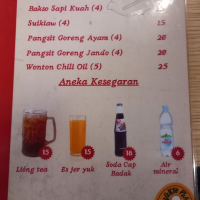 Bakso Sapi Kuah (4)
Suikiaw (4) 15
Pangsit Goreng Ayam (4) 20
Pangsit Goreng Jando (4) 20
Wonton Chili Oil (5) 25
Aneka Kesegaran
15 15 16 6
Liong tea Es jer yuk Soda Cap Badak Air mineral